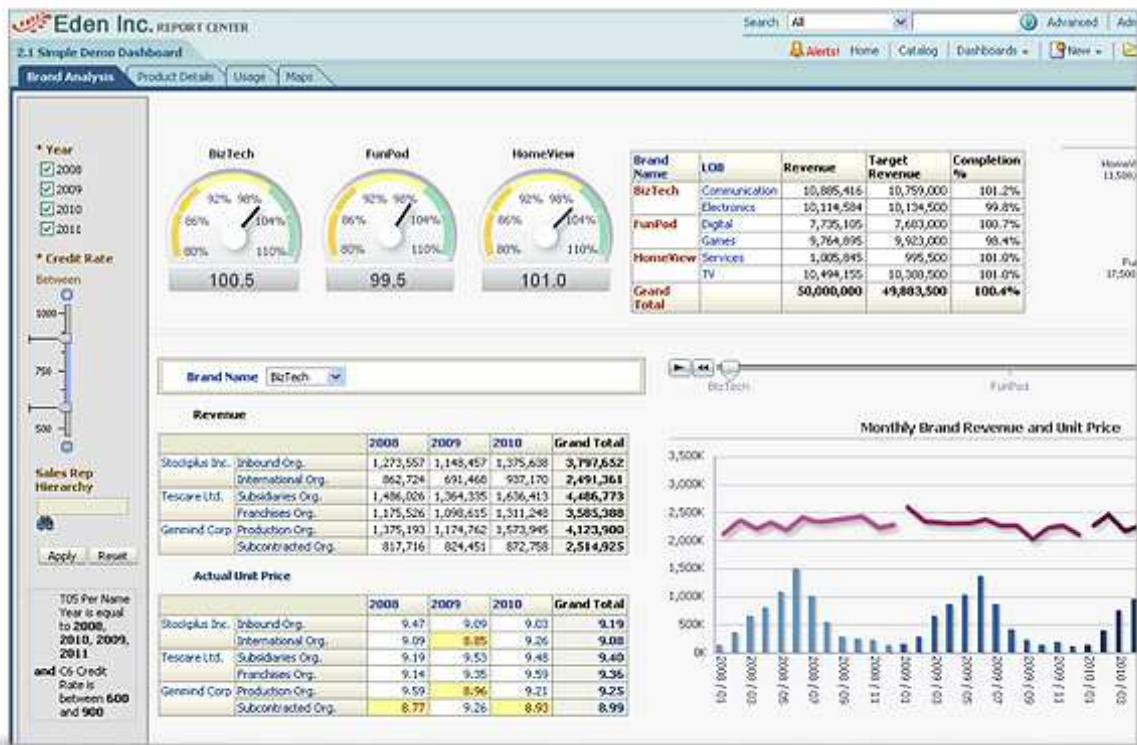 Eden Inc. REPORT CENTER
Search All Advanced
2.1 Simple Demo Dashboard
Alerts! Home Catalog Dashboards New
Brand Analysis Product Details Usage Maps
* Year
2008
2009
2010
2011
* Credit Rate
Between
1000
750
500
Sales Rep
Hierarchy
Apply Reset
T05 Per Name
Year is equal
to 2008,
2010, 2009,
2011
and C6 Credit
Rate is
between 600
and 900
BizTech
80% 86% 92% 98% 104% 110%
100.5
FunPod
80% 86% 92% 98% 104% 110%
99.5
HomeView
80% 86% 92% 98% 104% 110%
101.0
Brand Name LOB Revenue Target Revenue Completion %
BizTech Communication 10,885,416 10,759,000 101.2%
Electronics 10,114,584 10,134,500 99.8%
FunPod Digital 7,735,105 7,683,000 100.7%
Games 9,764,895 9,923,000 98.4%
HomeView Services 1,005,845 995,500 101.0%
TV 10,494,155 10,388,500 101.0%
Grand Total 50,000,000 49,883,500 100.4%
Brand Name BizTech
Revenue
2008 2009 2010 Grand Total
Stockplus Inc. Inbound Org. 1,273,557 1,148,457 1,375,638 3,797,652
International Org. 862,724 691,468 937,170 2,491,361
Tescare Ltd. Subsidiaries Org. 1,486,026 1,364,335 1,636,413 4,486,773
Franchises Org. 1,175,526 1,098,615 1,311,248 3,585,388
Genmind Corp Production Org. 1,375,193 1,174,762 1,573,945 4,123,900
Subcontracted Org. 817,716 824,451 872,758 2,514,925
Actual Unit Price
2008 2009 2010 Grand Total
Stockplus Inc. Inbound Org. 9.47 9.09 9.03 9.19
International Org. 9.09 8.85 9.26 9.08
Tescare Ltd. Subsidiaries Org. 9.19 9.53 9.48 9.40
Franchises Org. 9.14 9.35 9.59 9.36
Genmind Corp Production Org. 9.59 8.96 9.21 9.25
Subcontracted Org. 8.77 9.26 8.93 8.99
BizTech FunPod
Monthly Brand Revenue and Unit Price
3,500K
3,000K
2,500K
2,000K
1,500K
1,000K
500K
0K
2008 / 01
2008 / 03
2008 / 05
2008 / 07
2008 / 09
2008 / 11
2009 / 01
2009 / 03
2009 / 05
2009 / 07
2009 / 09
2009 / 11
2010 / 01
2010 / 03